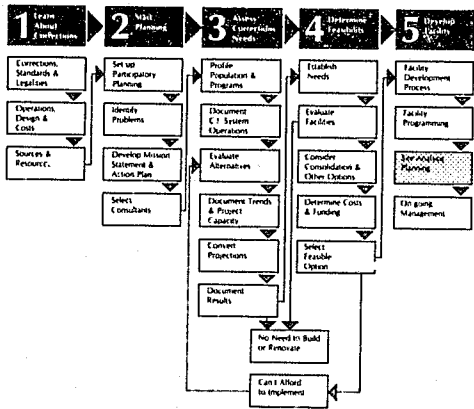 1 Learn
About
Corrections
2 Start
Planning
3 Assess
Corrections
Needs
4 Determine
Feasibility
5 Develop
Facility
Corrections,
Standards &
Legalities
Operations,
Design &
Costs
Sources &
Resources
Set up
Participatory
Planning
Identify
Problems
Develop Mission
Statement &
Action Plan
Select
Consultants
Profile
Population &
Programs
Document
C.J. System
Operations
Evaluate
Alternatives
Document Trends
& Project
Capacity
Convert
Projections
Document
Results
Establish
Needs
Evaluate
Facilities
Consider
Consolidation &
Other Options
Determine Costs
& Funding
Select
Feasible
Option
No Need to Build
or Renovate
Can't Afford
to Implement
Facility
Development
Process
Facility
Programming
Site Analysis
Planning
On going
Management